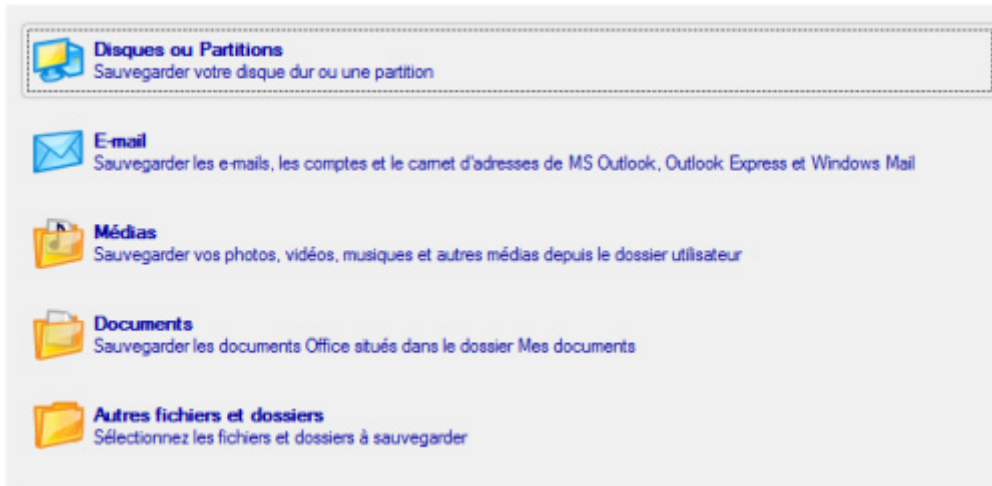 Disques ou Partitions
Sauvegarder votre disque dur ou une partition
E-mail
Sauvegarder les e-mails, les comptes et le carnet d'adresses de MS Outlook, Outlook Express et Windows Mail
Médias
Sauvegarder vos photos, vidéos, musiques et autres médias depuis le dossier utilisateur
Documents
Sauvegarder les documents Office situés dans le dossier Mes documents
Autres fichiers et dossiers
Sélectionnez les fichiers et dossiers à sauvegarder